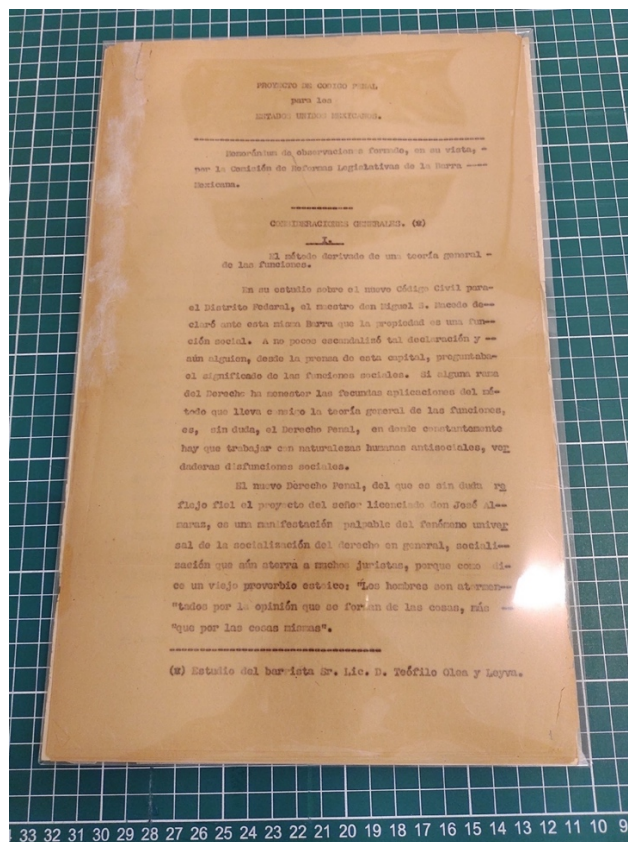 PROYECTO DE CODIGO PENAL
para los
ESTADOS UNIDOS MEXICANOS.
Memorándum de observaciones formado, en su vista, -
por la Comisión de Reformas Legislativas de la Barra ----
Mexicana.
CONSIDERACIONES GENERALES. (*)
I.
El método derivado de una teoría general -
de las funciones.
En su estudio sobre el nuevo Código Civil para-
el Distrito Federal, el maestro don Miguel S. Macedo de--
claró ante esta misma Barra que la propiedad es una fun--
ción social. A no pocos escandalizó tal declaración y --
aún alguien, desde la prensa de esta capital, preguntaba-
el significado de las funciones sociales. Si alguna rama
del Derecho ha menester las fecundas aplicaciones del mé-
todo que lleva consigo la teoría general de las funciones,
es, sin duda, el Derecho Penal, en donde constantemente
hay que trabajar con naturalezas humanas antisociales, ver
daderas disfunciones sociales.
El nuevo Derecho Penal, del que es sin duda re
flejo fiel el proyecto del señor licenciado don José Al--
maraz, es una manifestación palpable del fenómeno univer
sal de la socialización del derecho en general, sociali--
zación que aún aterra a muchos juristas, porque como di-
ce un viejo proverbio estoico: "Los hombres son atormen--
"tados por la opinión que se forman de las cosas, más --
"que por las cosas mismas".
(*) Estudio del barrista Sr. Lic. D. Teófilo Olea y Leyva.
33 32 31 30 29 28 27 26 25 24 23 22 21 20 19 18 17 16 15 14 13 12 11 10 9